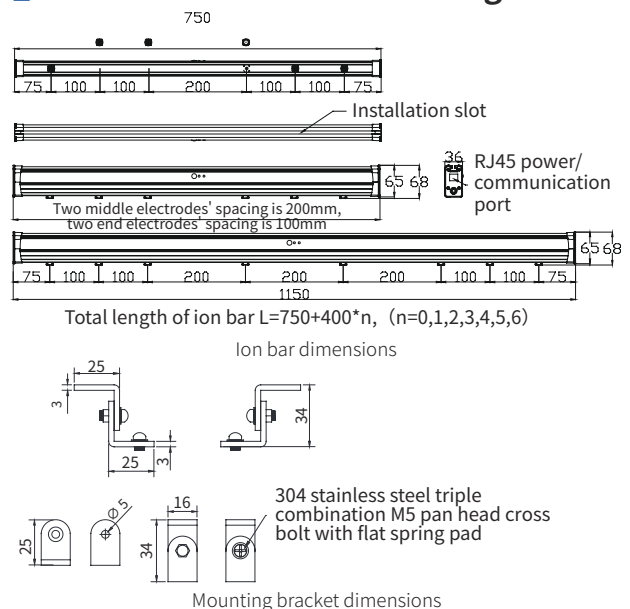 750
75 100 100 200 100 100 75
Installation slot
36
65 68
RJ45 power/
communication
port
Two middle electrodes' spacing is 200mm,
two end electrodes' spacing is 100mm
65 68
75 100 100 200 200 200 100 100 75
1150
Total length of ion bar L=750+400*n,（n=0,1,2,3,4,5,6）
Ion bar dimensions
25
3
34
25
3
Ø5
25
16
34
304 stainless steel triple
combination M5 pan head cross
bolt with flat spring pad
Mounting bracket dimensions